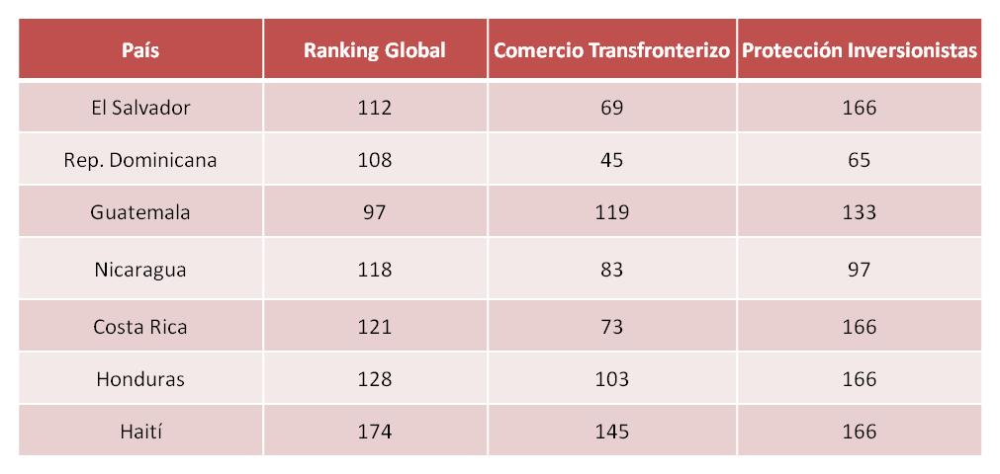 País Ranking Global Comercio Transfronterizo Protección Inversionistas
El Salvador 112 69 166
Rep. Dominicana 108 45 65
Guatemala 97 119 133
Nicaragua 118 83 97
Costa Rica 121 73 166
Honduras 128 103 166
Haití 174 145 166